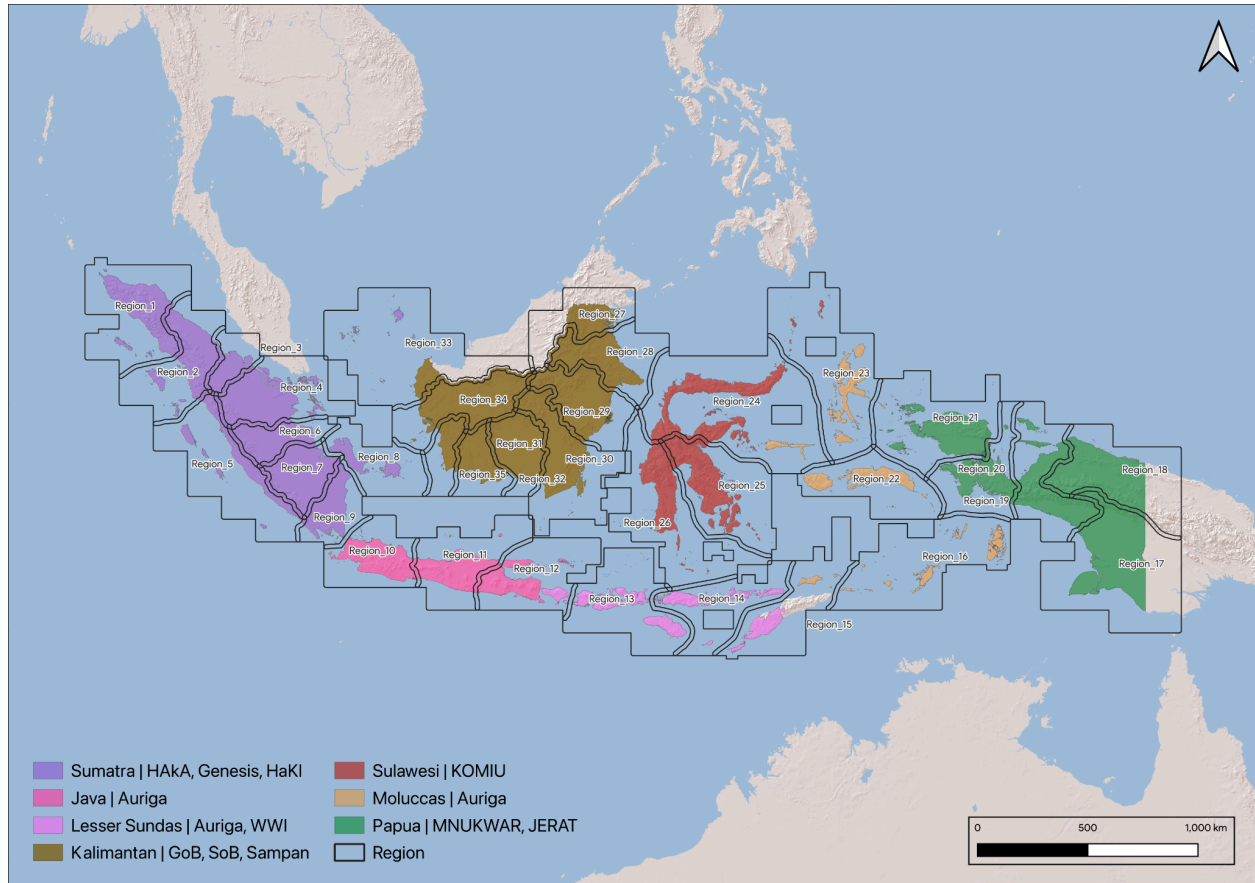 Region_1
Region_2
Region_3
Region_4
Region_5
Region_6
Region_7
Region_8
Region_9
Region_10
Region_11
Region_12
Region_13
Region_14
Region_15
Region_16
Region_17
Region_18
Region_19
Region_20
Region_21
Region_22
Region_23
Region_24
Region_25
Region_26
Region_27
Region_28
Region_29
Region_30
Region_31
Region_32
Region_33
Region_34
Region_35
Sumatra | HAkA, Genesis, HaKI
Java | Auriga
Lesser Sundas | Auriga, WWI
Kalimantan | GoB, SoB, Sampan
Sulawesi | KOMIU
Moluccas | Auriga
Papua | MNUKWAR, JERAT
Region
0 500 1,000 km